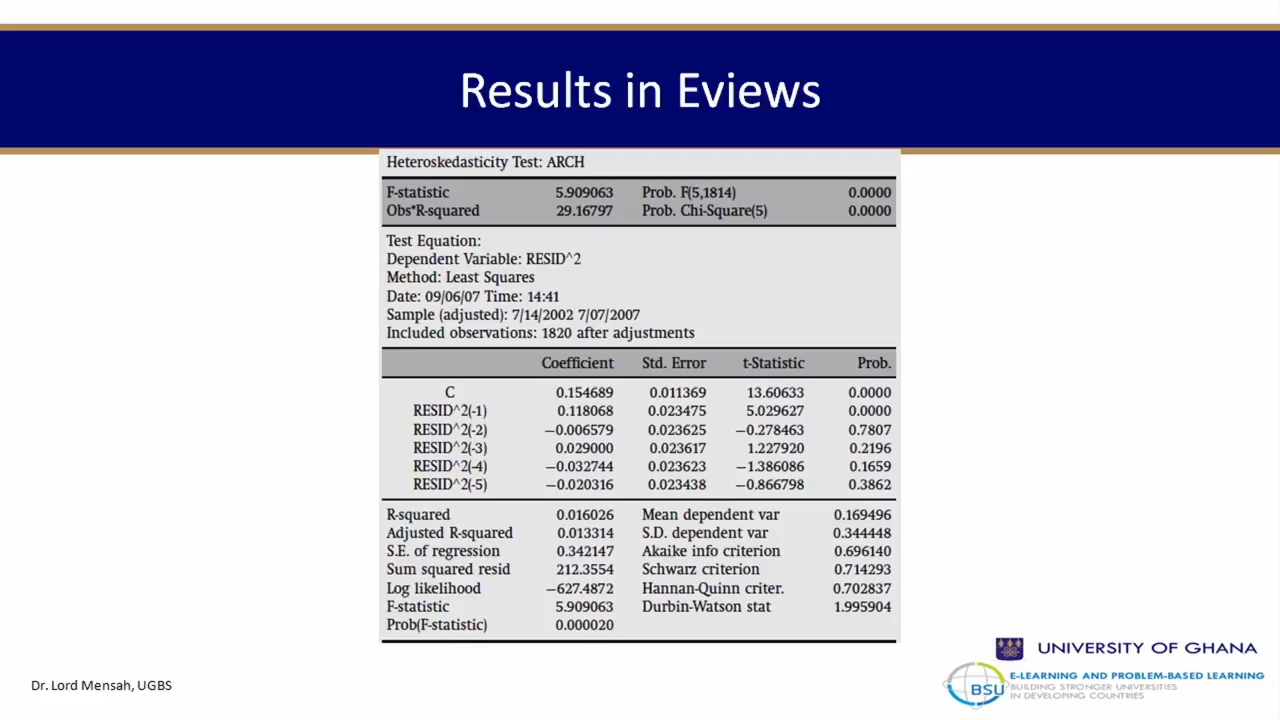 Results in Eviews
Heteroskedasticity Test: ARCH
F-statistic 5.909063 Prob. F(5,1814) 0.0000
Obs*R-squared 29.16797 Prob. Chi-Square(5) 0.0000
Test Equation:
Dependent Variable: RESID^2
Method: Least Squares
Date: 09/06/07 Time: 14:41
Sample (adjusted): 7/14/2002 7/07/2007
Included observations: 1820 after adjustments
Coefficient Std. Error t-Statistic Prob.
C 0.154689 0.011369 13.60633 0.0000
RESID^2(-1) 0.118068 0.023475 5.029627 0.0000
RESID^2(-2) −0.006579 0.023625 −0.278463 0.7807
RESID^2(-3) 0.029000 0.023617 1.227920 0.2196
RESID^2(-4) −0.032744 0.023623 −1.386086 0.1659
RESID^2(-5) −0.020316 0.023438 −0.866798 0.3862
R-squared 0.016026 Mean dependent var 0.169496
Adjusted R-squared 0.013314 S.D. dependent var 0.344448
S.E. of regression 0.342147 Akaike info criterion 0.696140
Sum squared resid 212.3554 Schwarz criterion 0.714293
Log likelihood −627.4872 Hannan-Quinn criter. 0.702837
F-statistic 5.909063 Durbin-Watson stat 1.995904
Prob(F-statistic) 0.000020
UNIVERSITY OF GHANA
Dr. Lord Mensah, UGBS
BSU
E-LEARNING AND PROBLEM-BASED LEARNING
BUILDING STRONGER UNIVERSITIES
IN DEVELOPING COUNTRIES